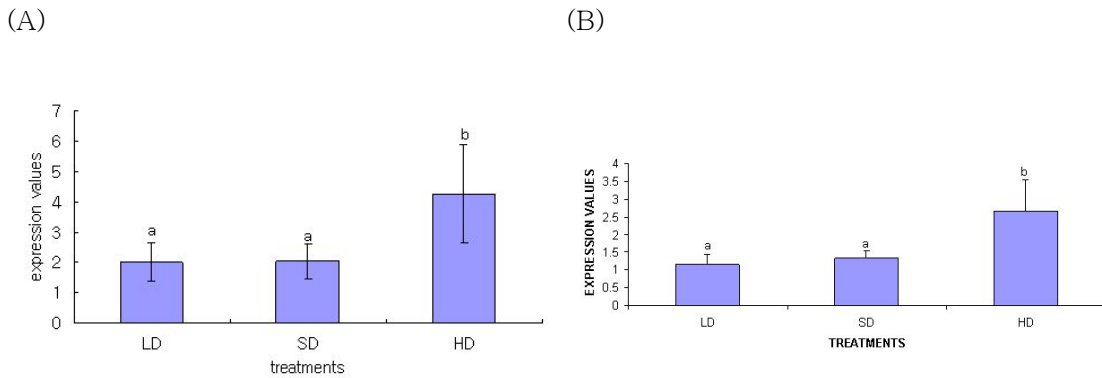 (A)
(B)
expression values
7
6
5
4
3
2
1
0
a
a
b
LD
SD
HD
treatments
EXPRESSION VALUES
4
3.5
3
2.5
2
1.5
1
0.5
0
a
a
b
LD
SD
HD
TREATMENTS